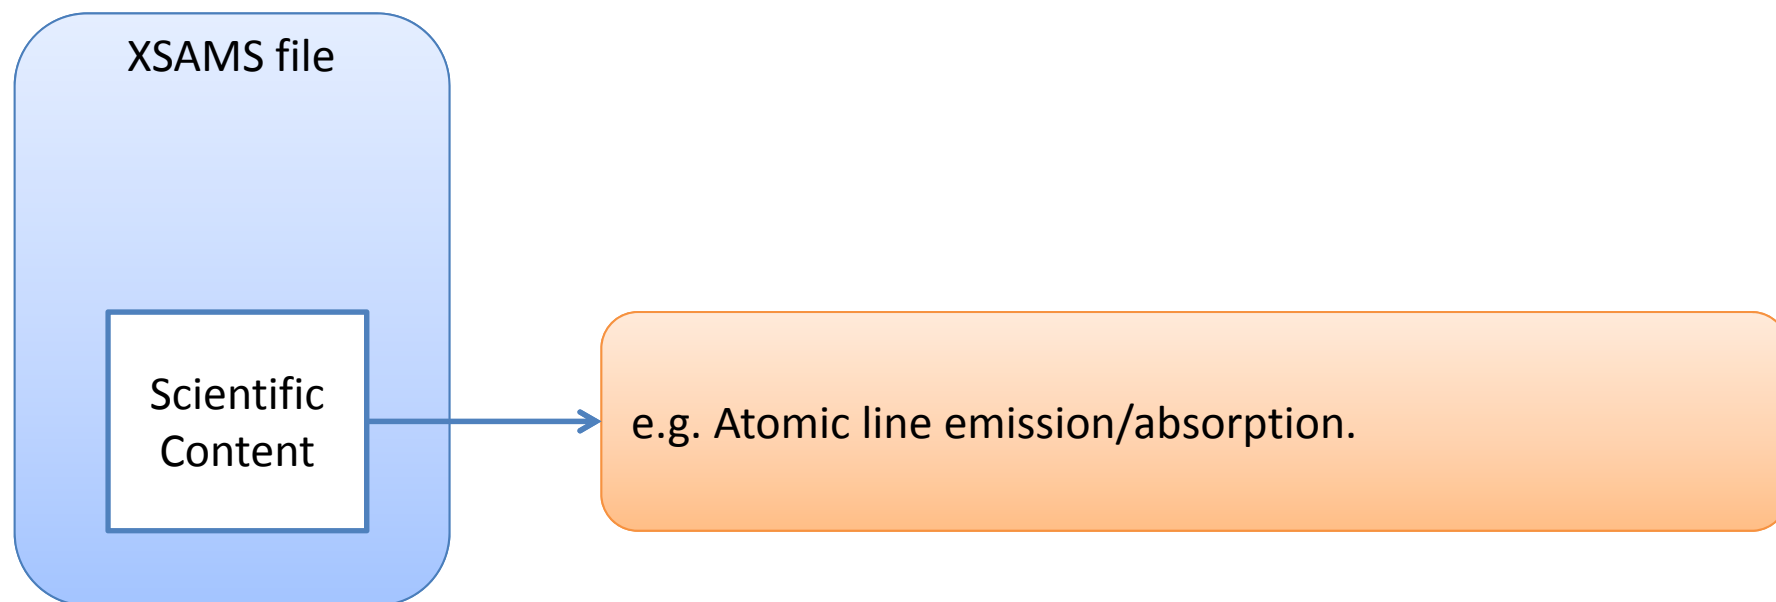 XSAMS file
Scientific
Content
e.g. Atomic line emission/absorption.